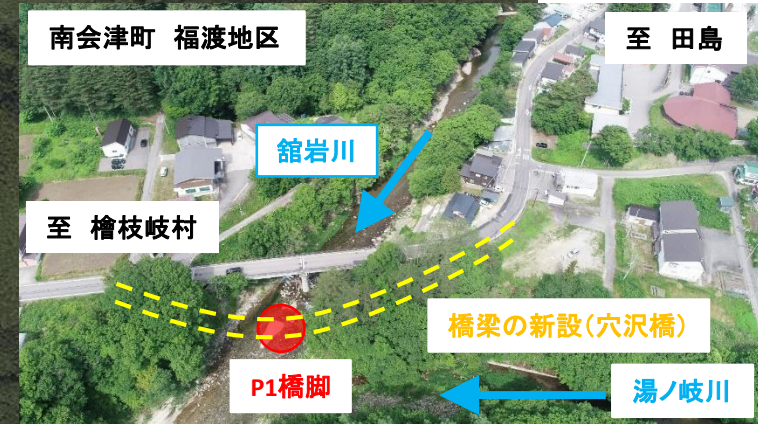 南会津町 福渡地区
至 田島
舘岩川
至 檜枝岐村
橋梁の新設(穴沢橋)
P1橋脚
湯ノ岐川